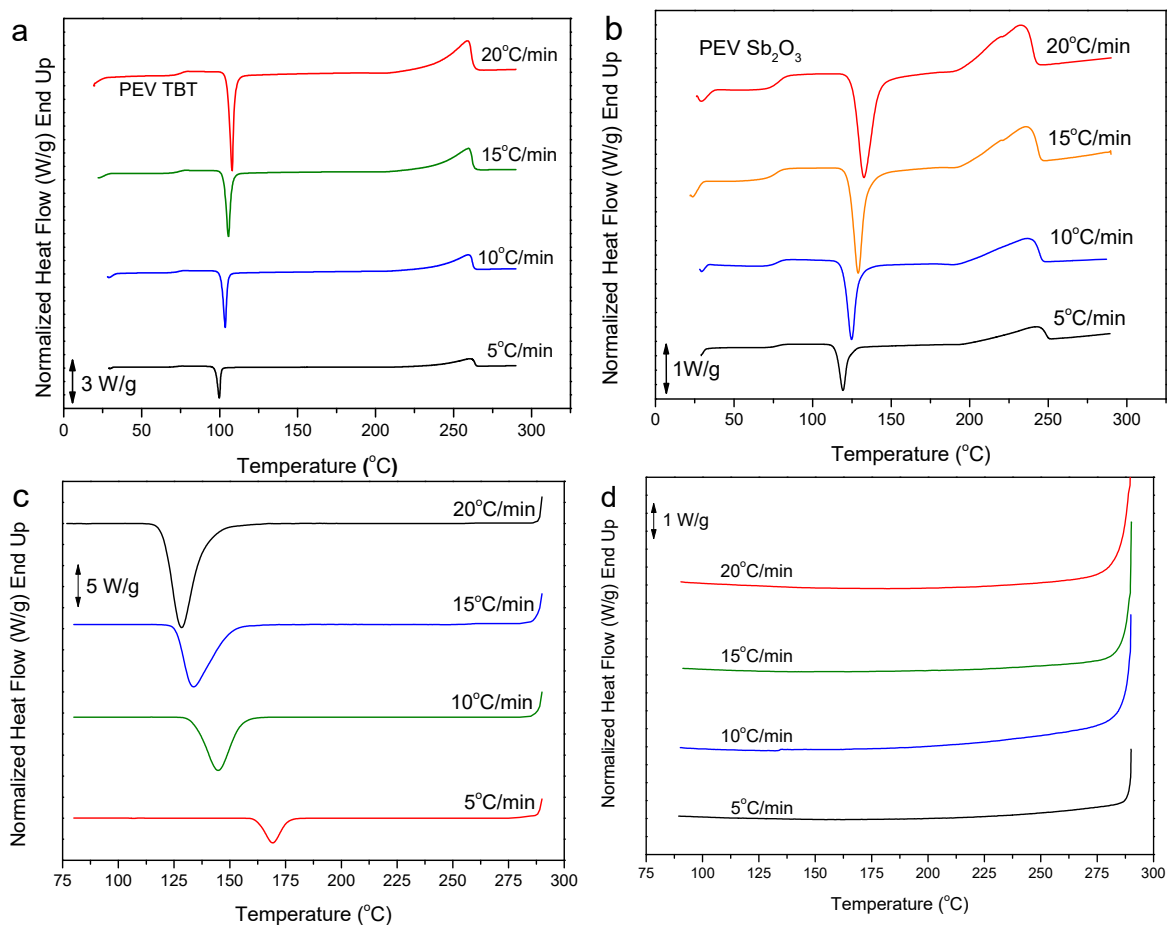 a
20°C/min
PEV TBT
15°C/min
10°C/min
5°C/min
3 W/g
Normalized Heat Flow (W/g) End Up
0 50 100 150 200 250 300
Temperature (°C)
b
PEV Sb₂O₃
20°C/min
15°C/min
10°C/min
5°C/min
1W/g
Normalized Heat Flow (W/g) End Up
0 50 100 150 200 250 300
Temperature (°C)
c
20°C/min
5 W/g
15°C/min
10°C/min
5°C/min
Normalized Heat Flow (W/g) End Up
75 100 125 150 175 200 225 250 275 300
Temperature (°C)
d
1 W/g
20°C/min
15°C/min
10°C/min
5°C/min
Normalized Heat Flow (W/g) End Up
75 100 125 150 175 200 225 250 275 300
Temperature (°C)